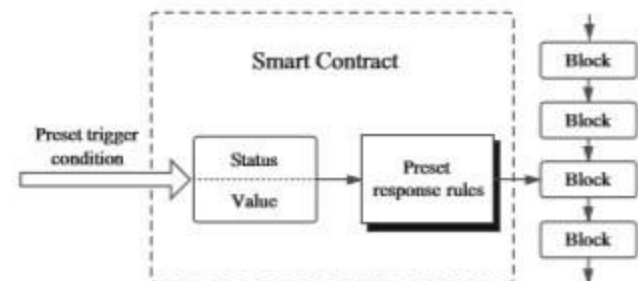 Smart Contract
Preset trigger
condition
Status
Value
Preset
response rules
Block
Block
Block
Block